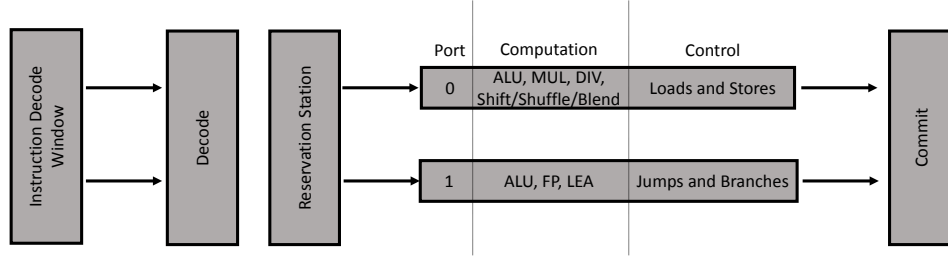 Instruction Decode
Window
Decode
Reservation Station
Port
Computation
Control
0
ALU, MUL, DIV,
Shift/Shuffle/Blend
Loads and Stores
1
ALU, FP, LEA
Jumps and Branches
Commit